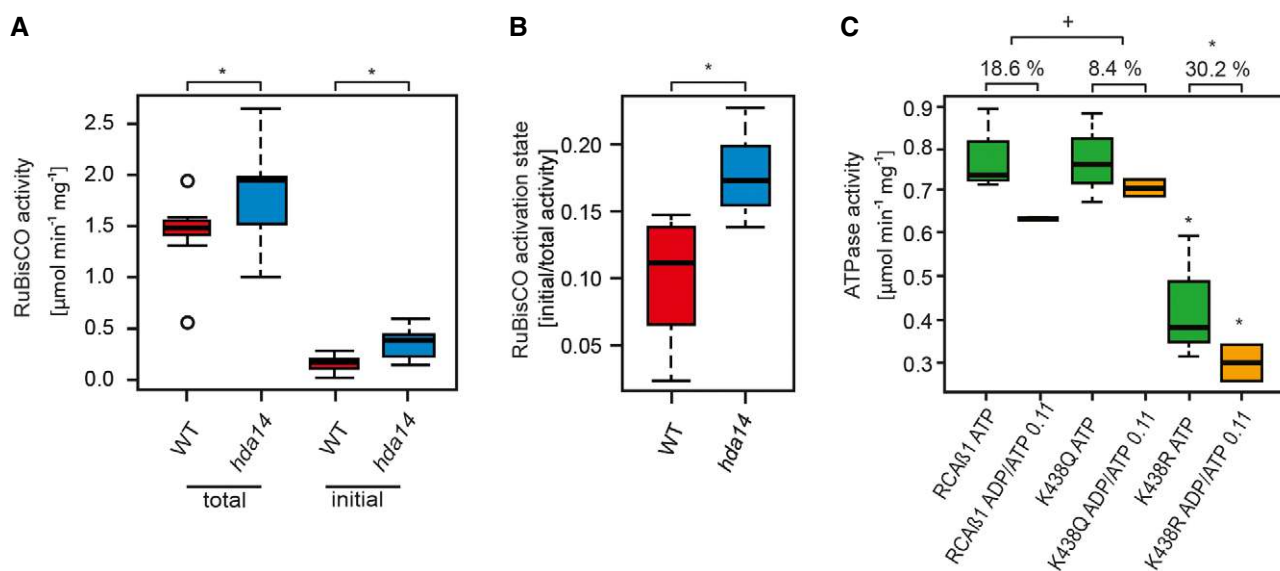 A
RuBisCO activity
[µmol min⁻¹ mg⁻¹]
2.5
2.0
1.5
1.0
0.5
0.0
*
*
WT
hda14
WT
hda14
total
initial
B
RuBisCO activation state
[initial/total activity]
0.20
0.15
0.10
0.05
*
WT
hda14
C
ATPase activity
[µmol min⁻¹ mg⁻¹]
+
*
18.6 %
8.4 %
30.2 %
0.9
0.8
0.7
0.6
0.5
0.4
0.3
*
*
RCAß1 ATP
RCAß1 ADP/ATP 0.11
K438Q ATP
K438Q ADP/ATP 0.11
K438R ATP
K438R ADP/ATP 0.11